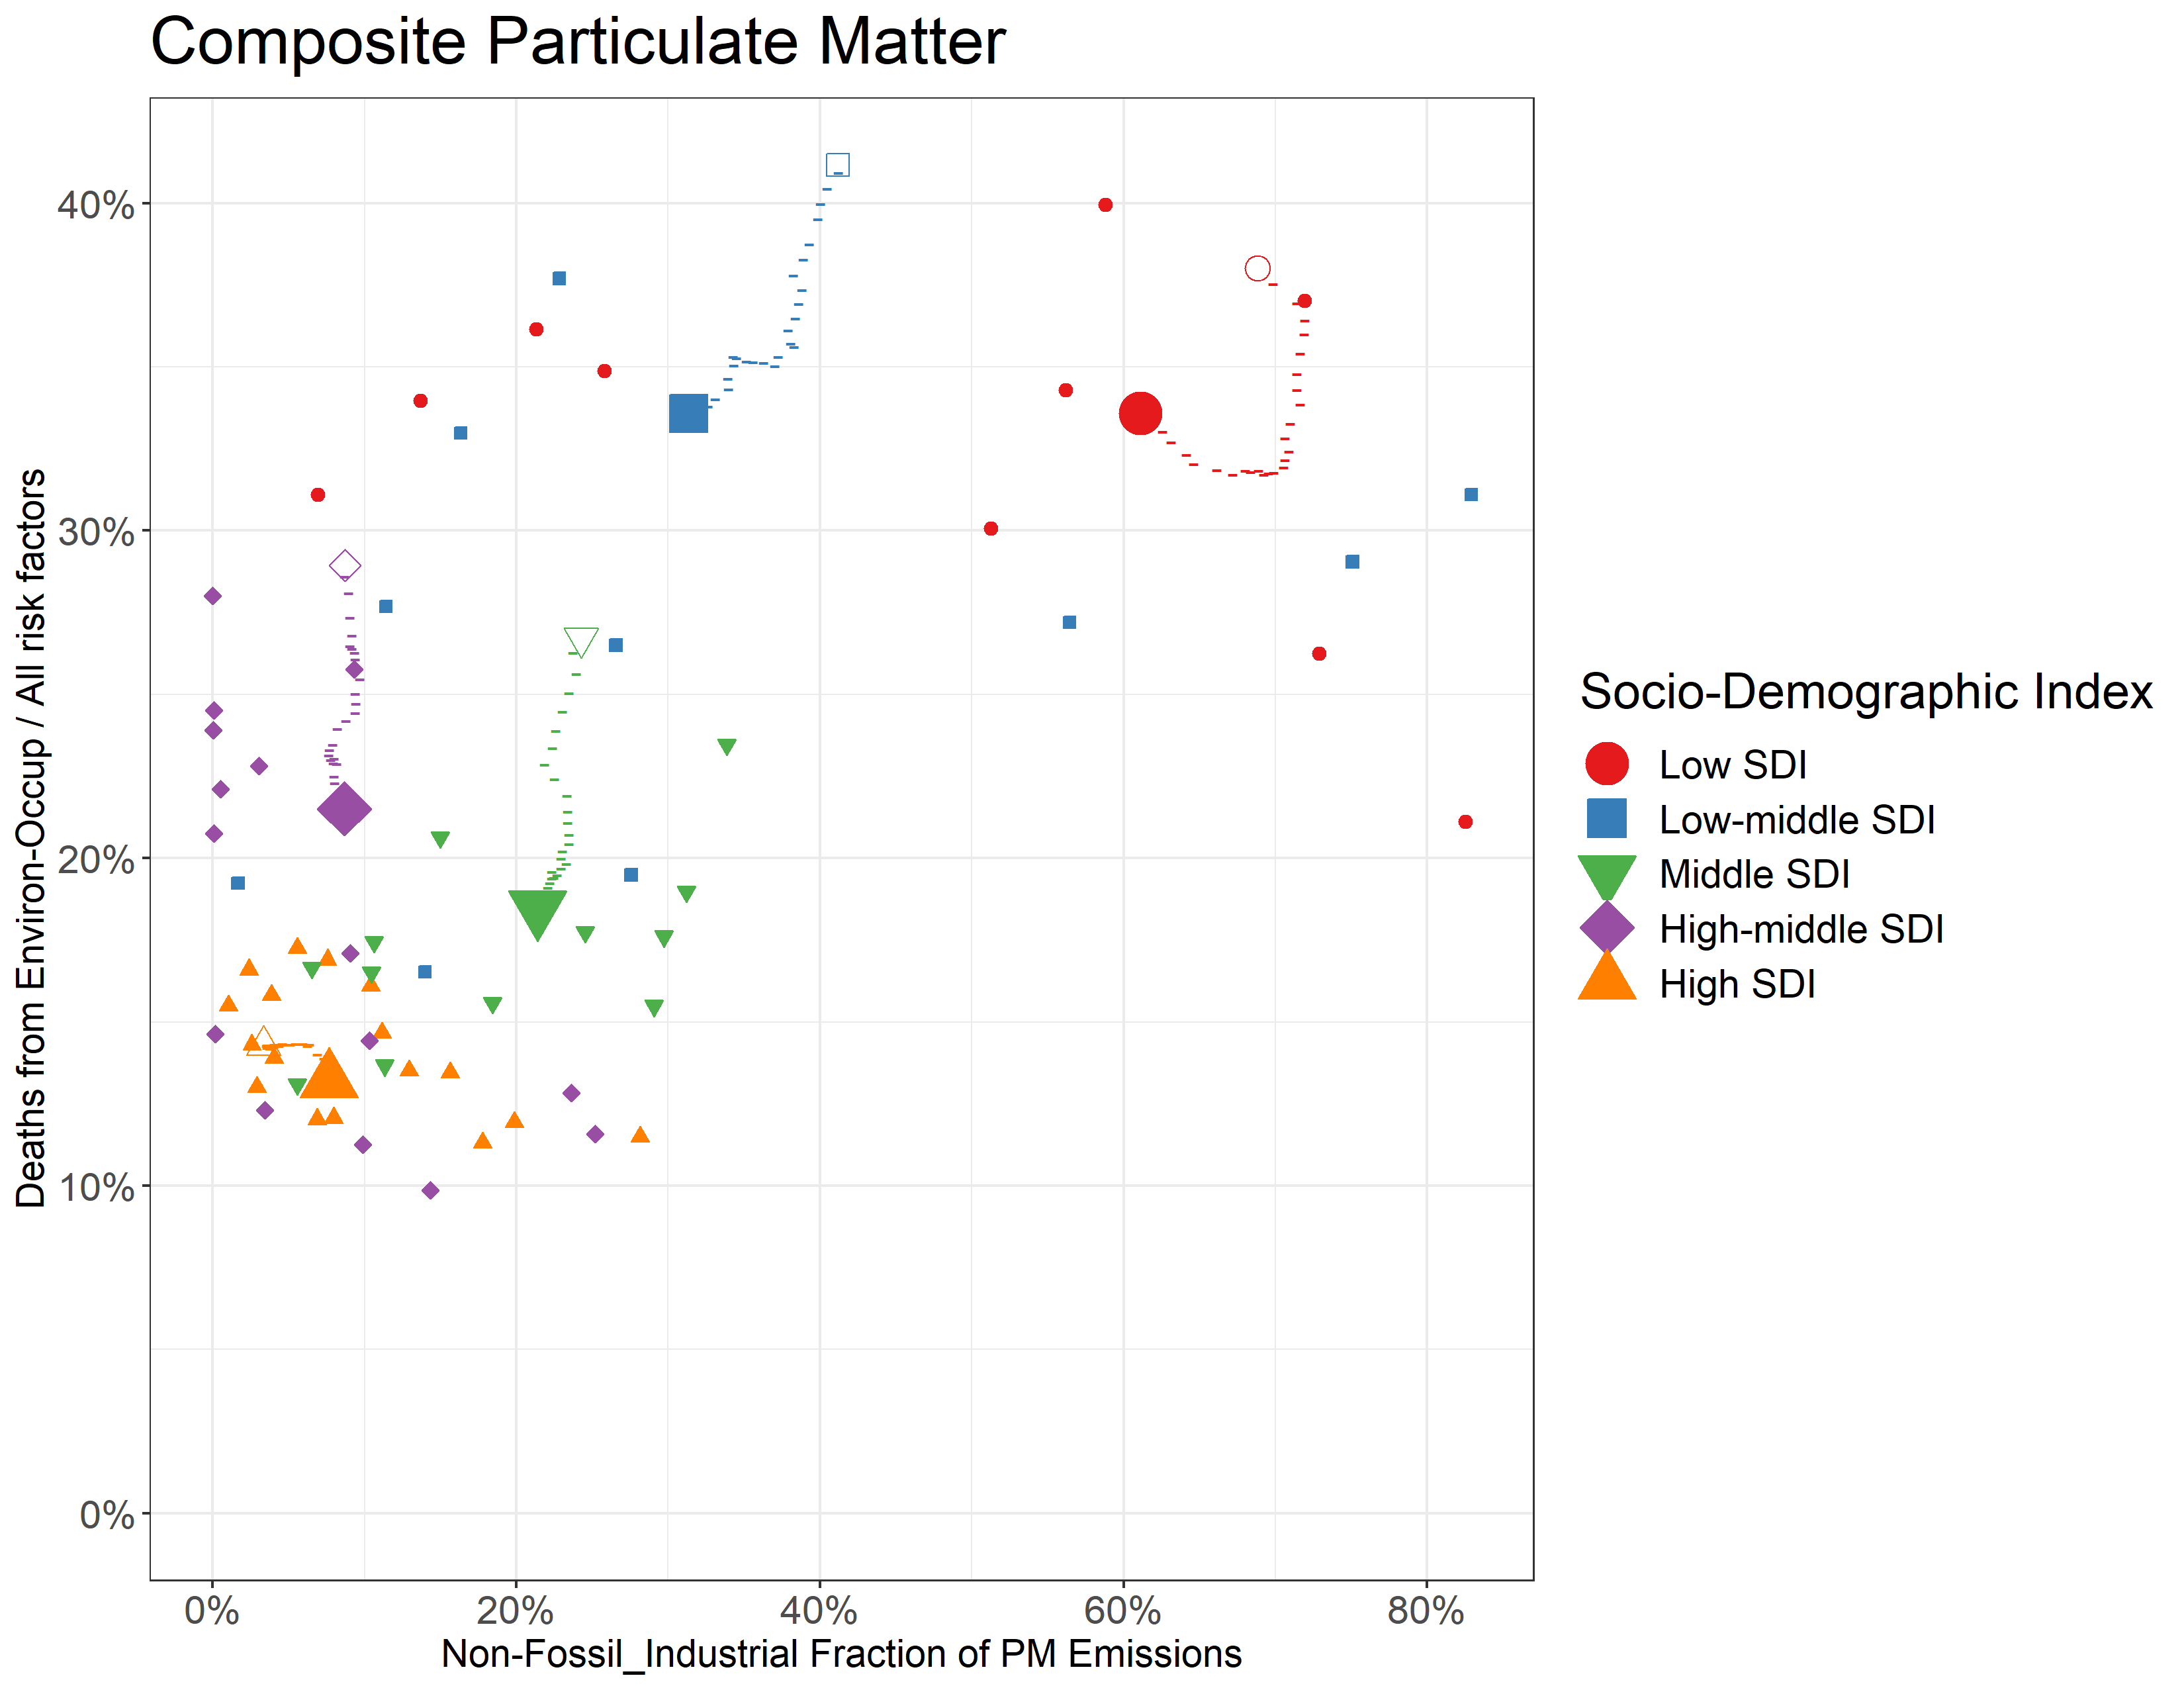 Composite Particulate Matter
Deaths from Environ-Occup / All risk factors
40%
30%
20%
10%
0%
0%
20%
40%
60%
80%
Non-Fossil_Industrial Fraction of PM Emissions
Socio-Demographic Index
Low SDI
Low-middle SDI
Middle SDI
High-middle SDI
High SDI